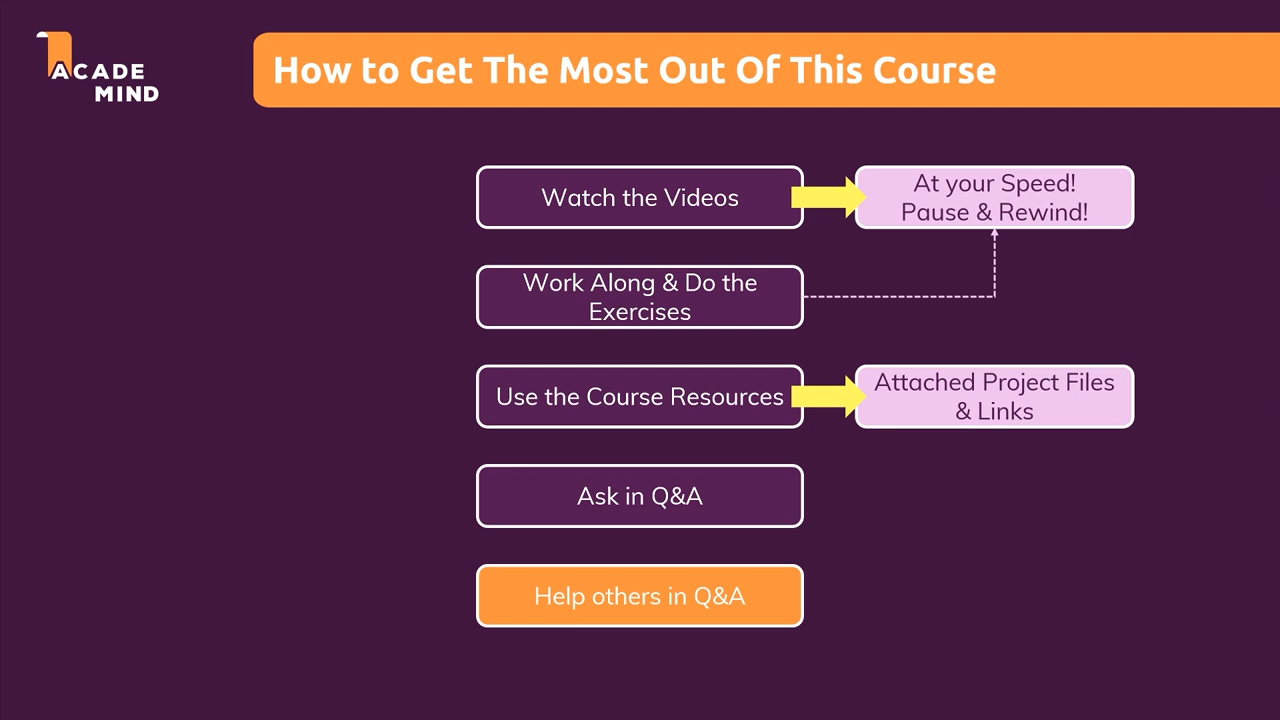 ACADE
MIND
How to Get The Most Out Of This Course
Watch the Videos
At your Speed!
Pause & Rewind!
Work Along & Do the
Exercises
Use the Course Resources
Attached Project Files
& Links
Ask in Q&A
Help others in Q&A